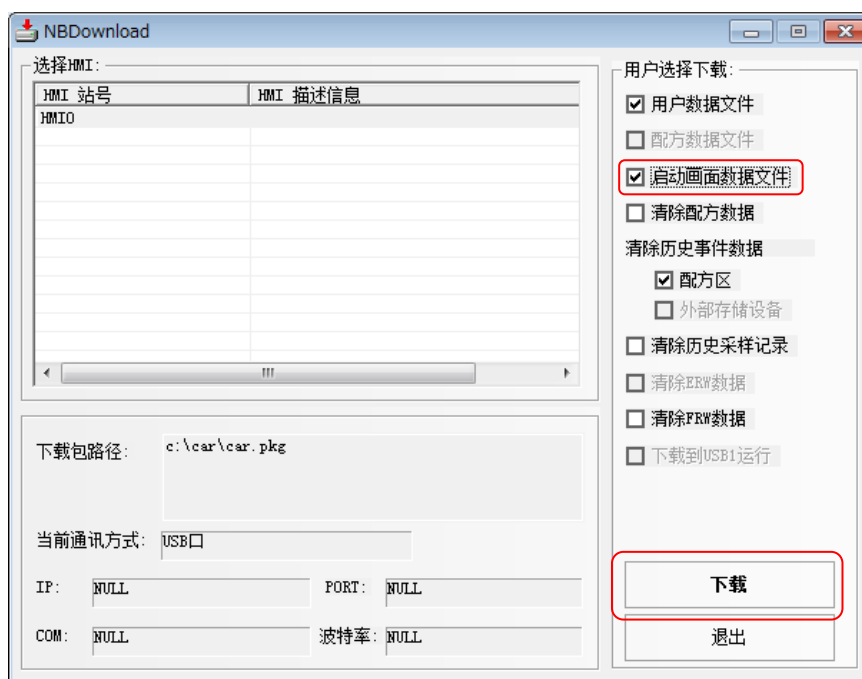 NBDownload
选择HMI:
HMI 站号 HMI 描述信息
HMI0
下载包路径: c:\car\car.pkg
当前通讯方式: USB口
IP: NULL PORT: NULL
COM: NULL 波特率: NULL
用户选择下载:
用户数据文件
配方数据文件
启动画面数据文件
清除配方数据
清除历史事件数据
配方区
外部存储设备
清除历史采样记录
清除ERW数据
清除FRW数据
下载到USB1运行
下载
退出